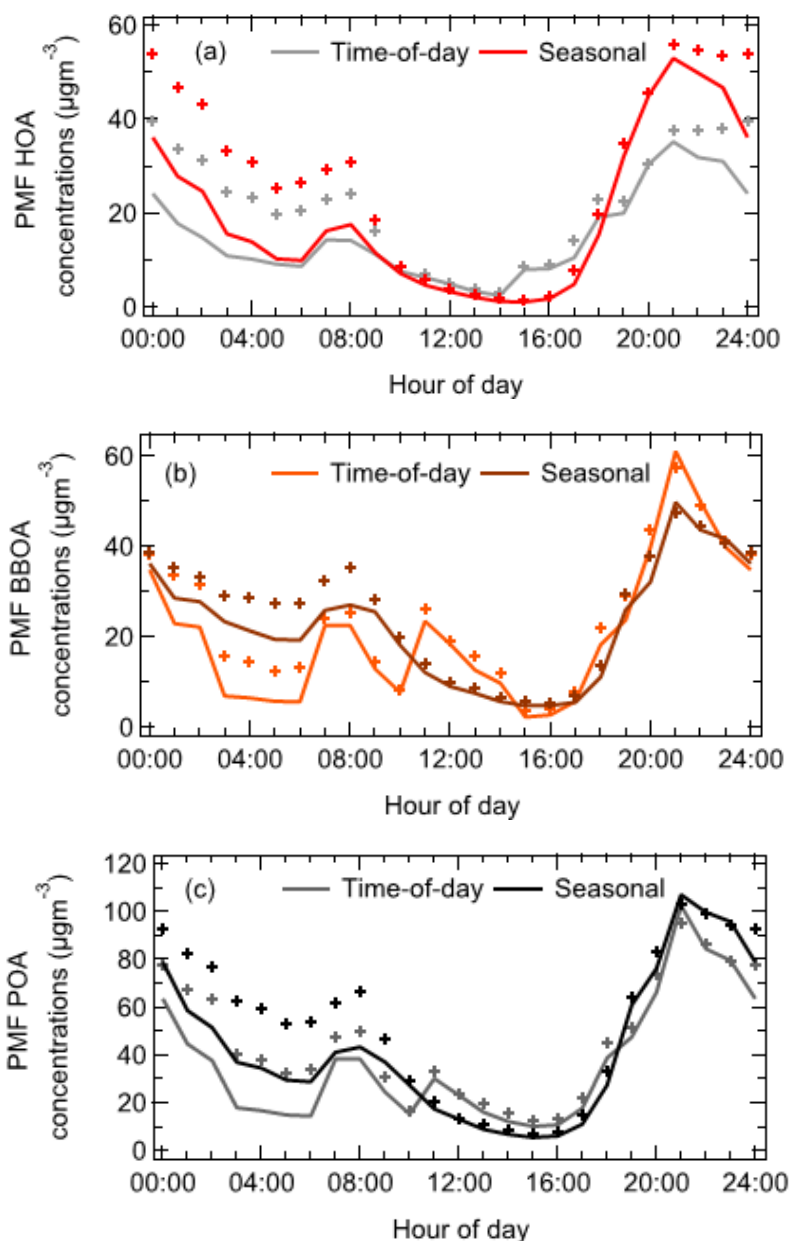 60
(a)
Time-of-day
Seasonal
40
20
0
PMF HOA
concentrations (µgm⁻³)
00:00 04:00 08:00 12:00 16:00 20:00 24:00
Hour of day
60
(b)
Time-of-day
Seasonal
40
20
0
PMF BBOA
concentrations (µgm⁻³)
00:00 04:00 08:00 12:00 16:00 20:00 24:00
Hour of day
120
(c)
Time-of-day
Seasonal
100
80
60
40
20
0
PMF POA
concentrations (µgm⁻³)
00:00 04:00 08:00 12:00 16:00 20:00 24:00
Hour of day